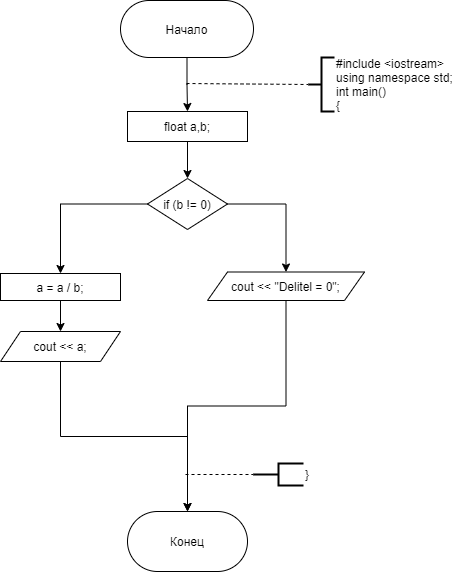 Начало
#include <iostream>
using namespace std;
int main()
{
float a,b;
if (b != 0)
a = a / b;
cout << "Delitel = 0";
cout << a;
}
Конец